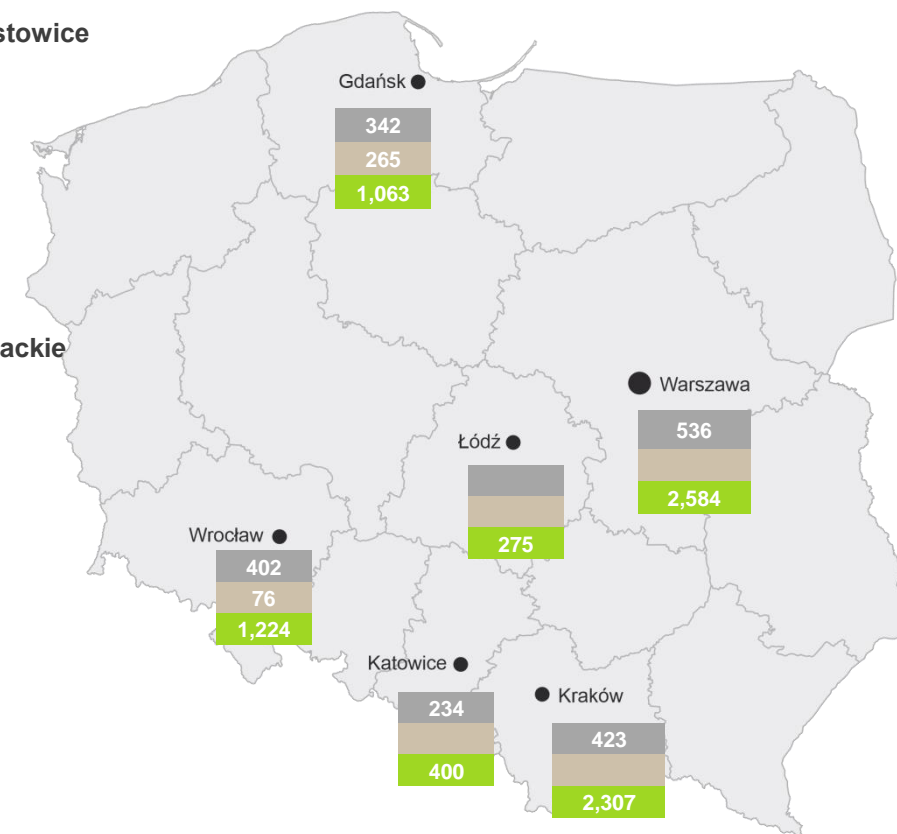 stowice
Gdańsk
342
265
1,063
ackie
Warszawa
536
2,584
Łódź
275
Wrocław
402
76
1,224
Katowice
234
400
Kraków
423
2,307